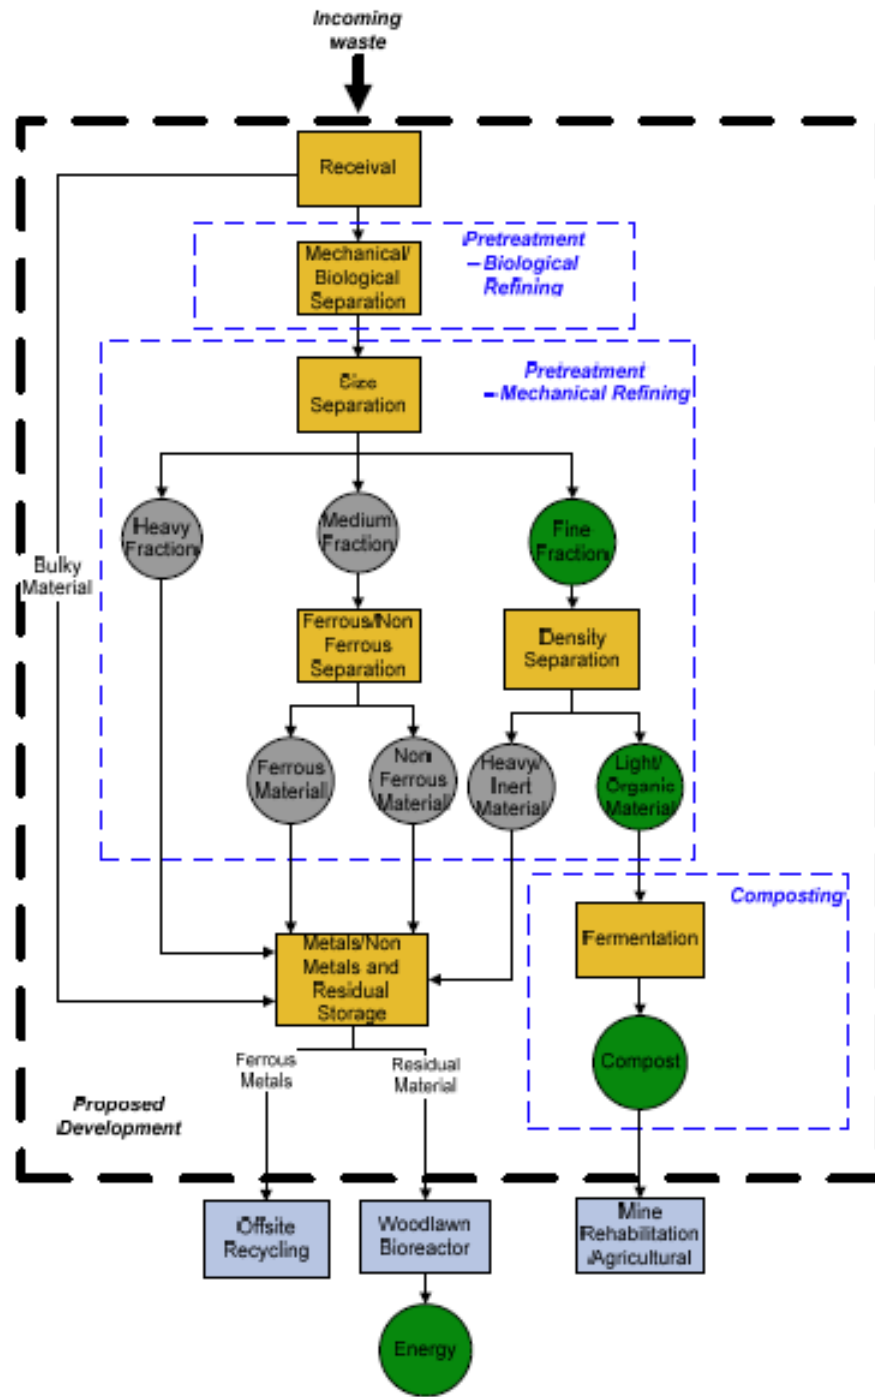 Incoming
waste
Receival
Pretreatment
– Biological
Refining
Mechanical/
Biological
Separation
Size
Separation
Pretreatment
– Mechanical Refining
Heavy
Fraction
Medium
Fraction
Fine
Fraction
Bulky
Material
Ferrous/Non
Ferrous
Separation
Density
Separation
Ferrous
Material
Non
Ferrous
Material
Heavy/
Inert
Material
Light/
Organic
Material
Composting
Fermentation
Metals/Non
Metals and
Residual
Storage
Compost
Ferrous
Metals
Residual
Material
Proposed
Development
Offsite
Recycling
Woodlawn
Bioreactor
Mine
Rehabilitation
/Agricultural
Energy